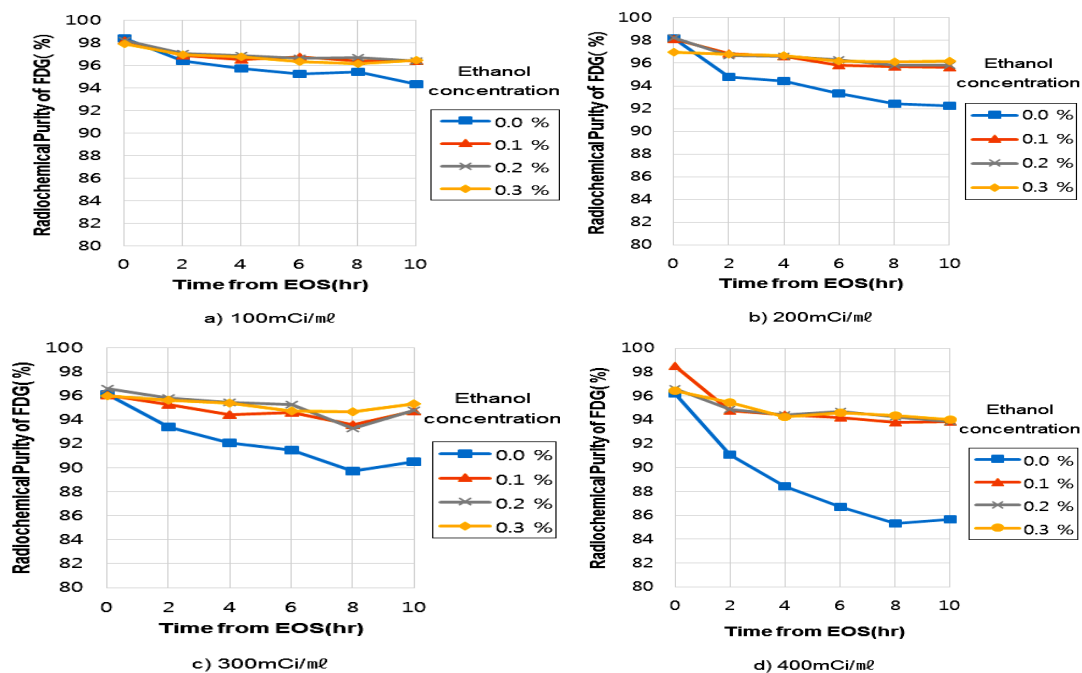 Radiochemical Purity of FDG( %)
100
98
96
94
92
90
88
86
84
82
80
0 2 4 6 8 10
Time from EOS(hr)
Ethanol
concentration
0.0 %
0.1 %
0.2 %
0.3 %
a) 100mCi/㎖
Radiochemical Purity of FDG( %)
100
98
96
94
92
90
88
86
84
82
80
0 2 4 6 8 10
Time from EOS(hr)
Ethanol
concentration
0.0 %
0.1 %
0.2 %
0.3 %
b) 200mCi/㎖
Radiochemical Purity of FDG( %)
100
98
96
94
92
90
88
86
84
82
80
0 2 4 6 8 10
Time from EOS(hr)
Ethanol
concentration
0.0 %
0.1 %
0.2 %
0.3 %
c) 300mCi/㎖
Radiochemical Purity of FDG( %)
100
98
96
94
92
90
88
86
84
82
80
0 2 4 6 8 10
Time from EOS(hr)
Ethanol
concentration
0.0 %
0.1 %
0.2 %
0.3 %
d) 400mCi/㎖